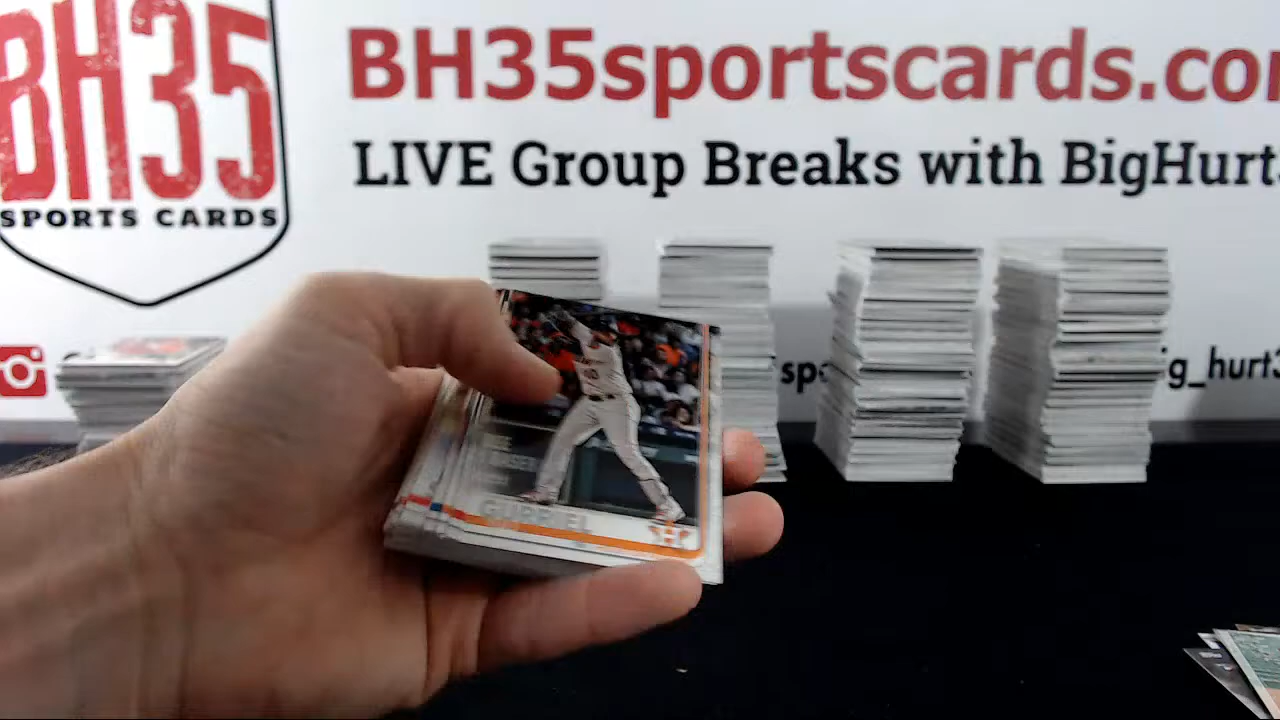 BH35
SPORTS CARDS
BH35sportscards.co
LIVE Group Breaks with BigHurt
sp
g_hurt3
GURRIEL